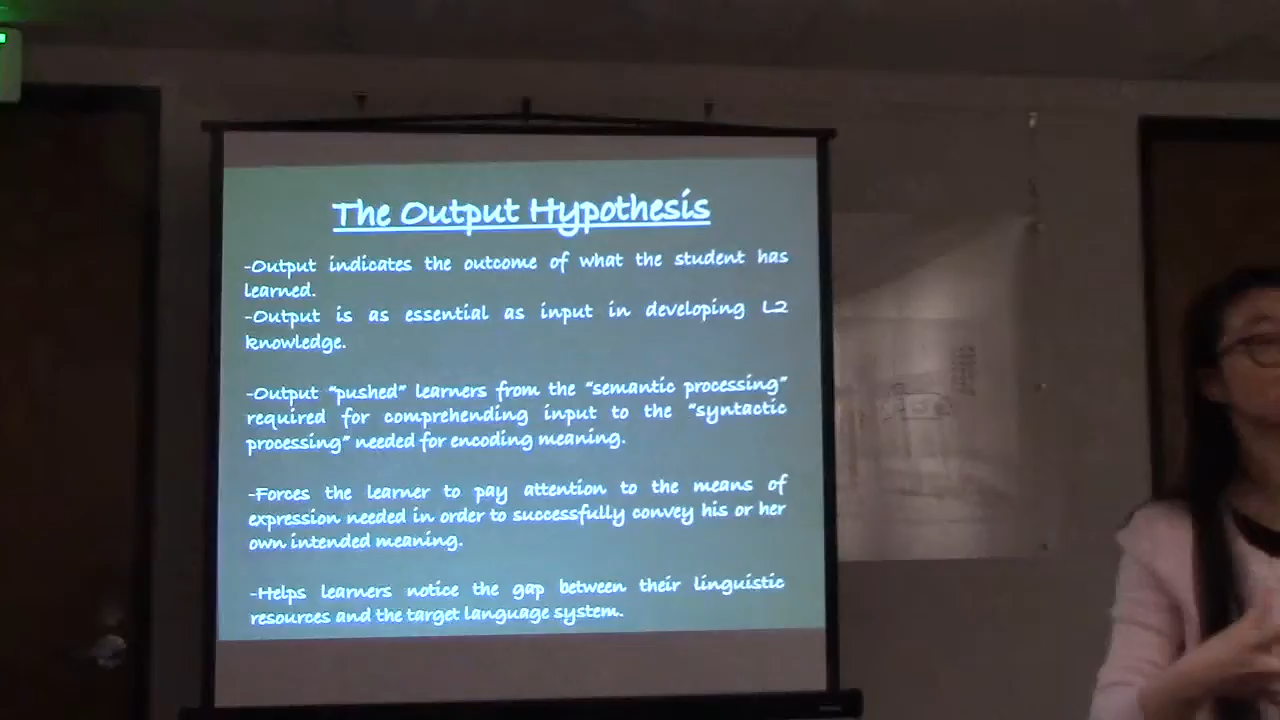 The Output Hypothesis
-Output indicates the outcome of what the student has
learned.
-Output is as essential as input in developing L2
knowledge.
-Output “pushed” learners from the “semantic processing”
required for comprehending input to the “syntactic
processing” needed for encoding meaning.
-Forces the learner to pay attention to the means of
expression needed in order to successfully convey his or her
own intended meaning.
-Helps learners notice the gap between their linguistic
resources and the target language system.